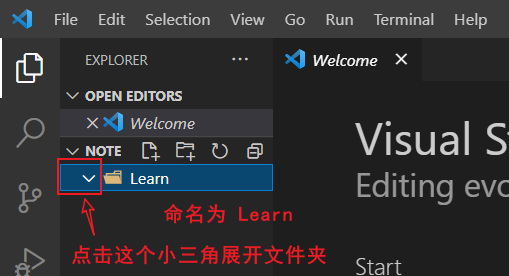 File Edit Selection View Go Run Terminal Help
EXPLORER
Welcome
OPEN EDITORS
Welcome
NOTE
Learn
命名为 Learn
点击这个小三角展开文件夹
Visual S
Editing evo
Start